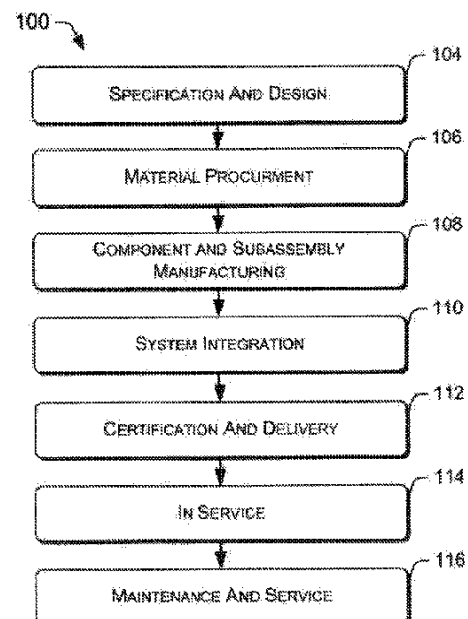 100
104
SPECIFICATION AND DESIGN
106
MATERIAL PROCURMENT
108
COMPONENT AND SUBASSEMBLY
MANUFACTURING
110
SYSTEM INTEGRATION
112
CERTIFICATION AND DELIVERY
114
IN SERVICE
116
MAINTENANCE AND SERVICE